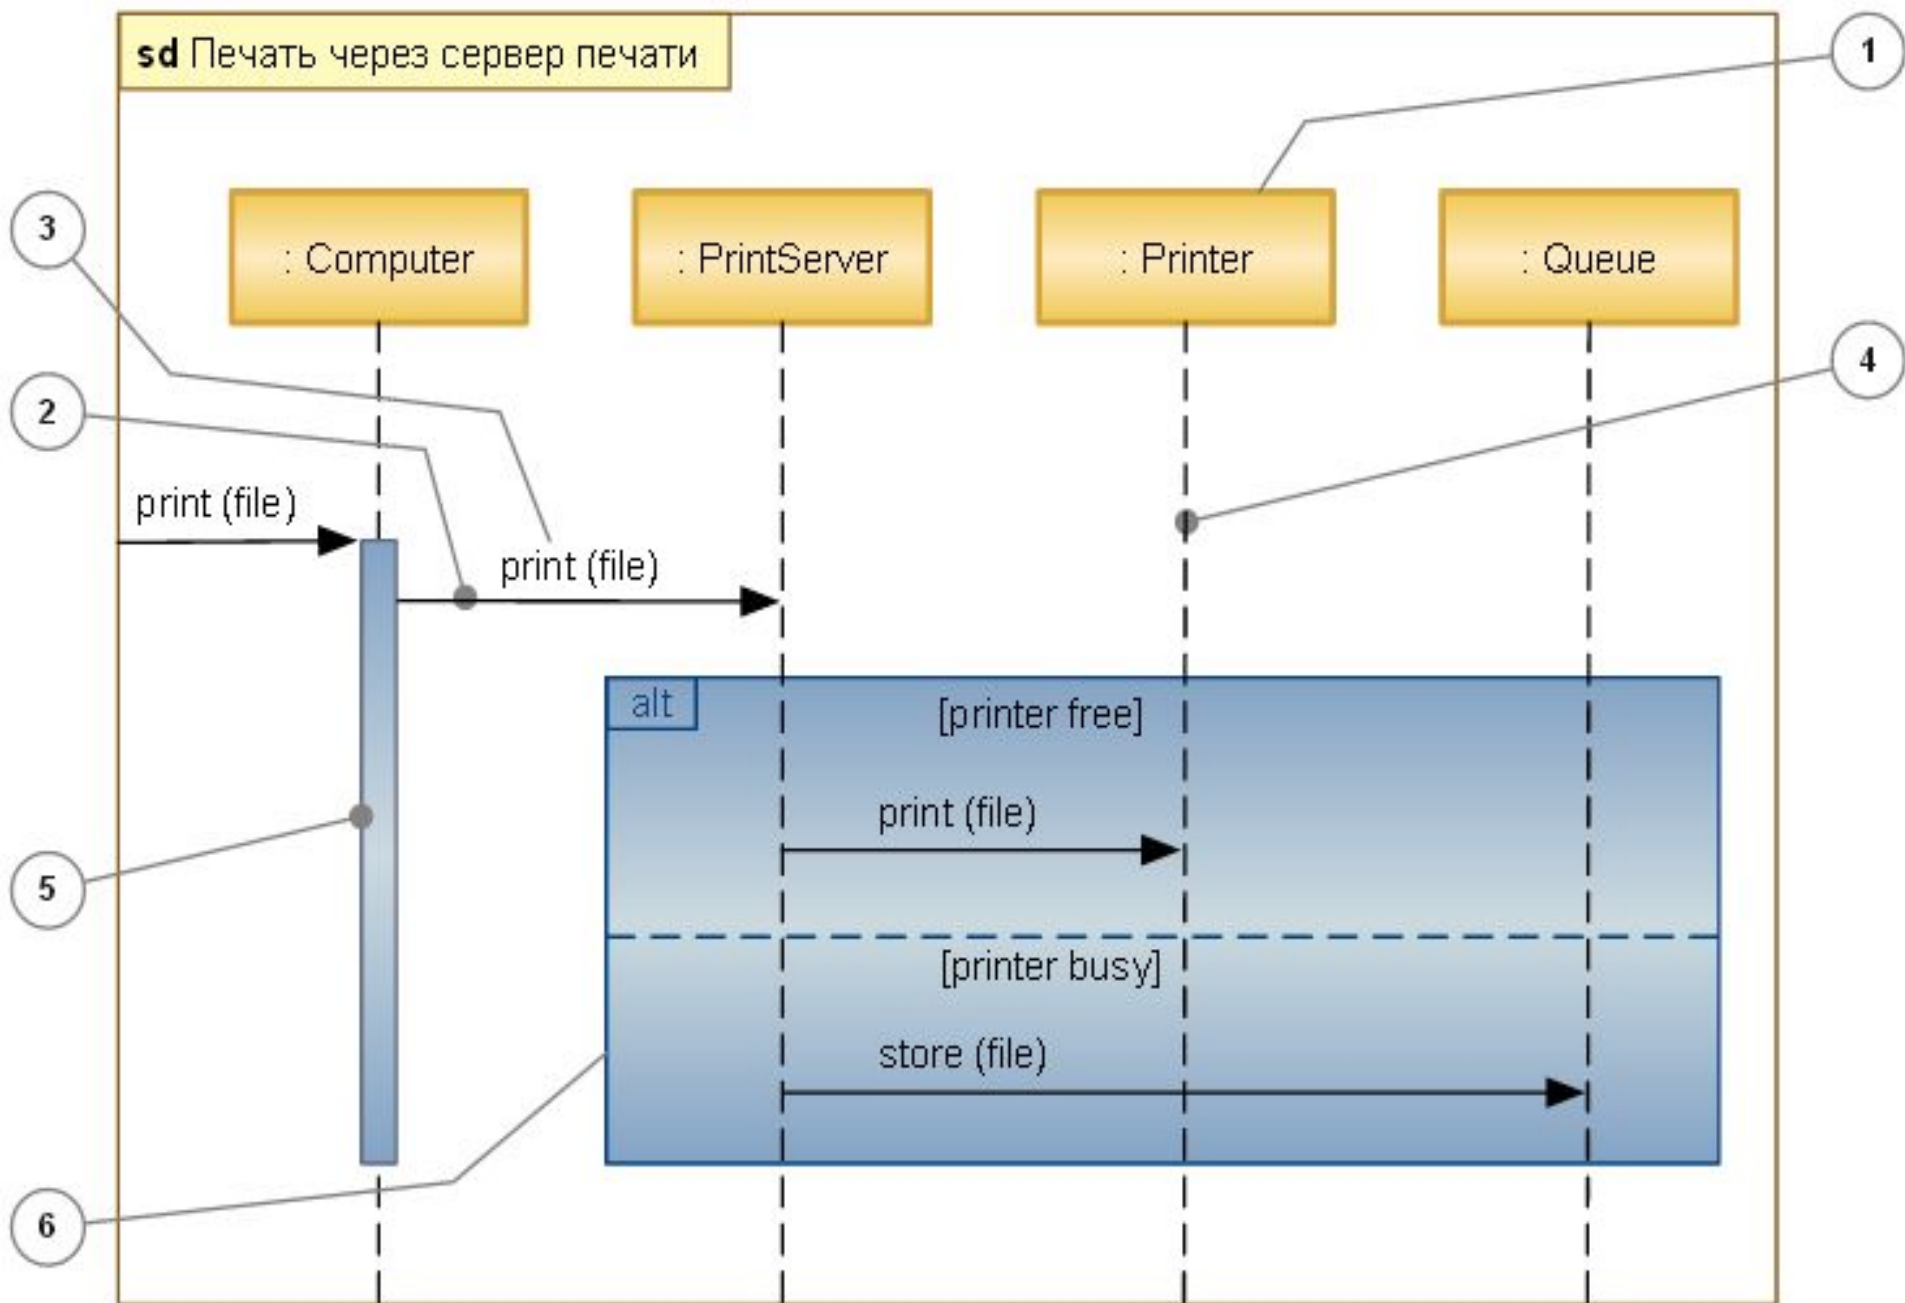 sd Печать через сервер печати
1
3
: Computer
: PrintServer
: Printer
: Queue
4
2
print (file)
print (file)
alt
[printer free]
print (file)
5
[printer busy]
store (file)
6